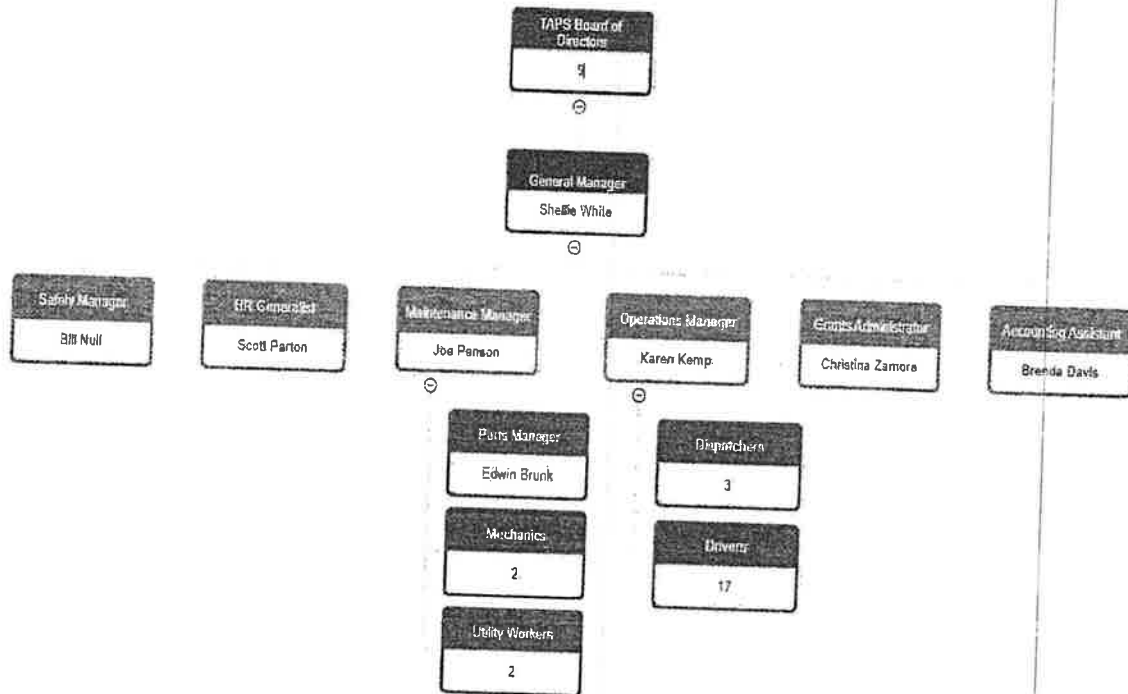 TAPS Board of
Directors
9
General Manager
Shellie White
Safety Manager
Bill Null
HR Generalist
Scott Parton
Maintenance Manager
Joe Penson
Operations Manager
Karen Kemp
Grants Administrator
Christina Zamora
Accounting Assistant
Brenda Davis
Parts Manager
Edwin Brunk
Mechanics
2
Utility Workers
2
Dispatchers
3
Drivers
17